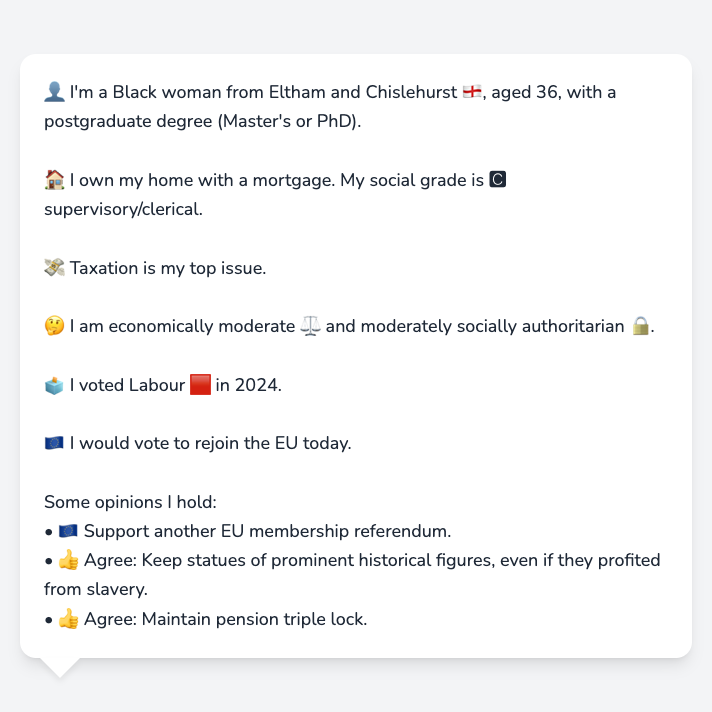 👤 I'm a Black woman from Eltham and Chislehurst 🏴󠁧󠁢󠁥󠁮󠁧󠁿, aged 36, with a
postgraduate degree (Master's or PhD).
🏠 I own my home with a mortgage. My social grade is 🅲
supervisory/clerical.
💸 Taxation is my top issue.
🤔 I am economically moderate ⚖️ and moderately socially authoritarian 🔒.
🗳️ I voted Labour 🟥 in 2024.
🇪🇺 I would vote to rejoin the EU today.
Some opinions I hold:
• 🇪🇺 Support another EU membership referendum.
• 👍 Agree: Keep statues of prominent historical figures, even if they profited
from slavery.
• 👍 Agree: Maintain pension triple lock.